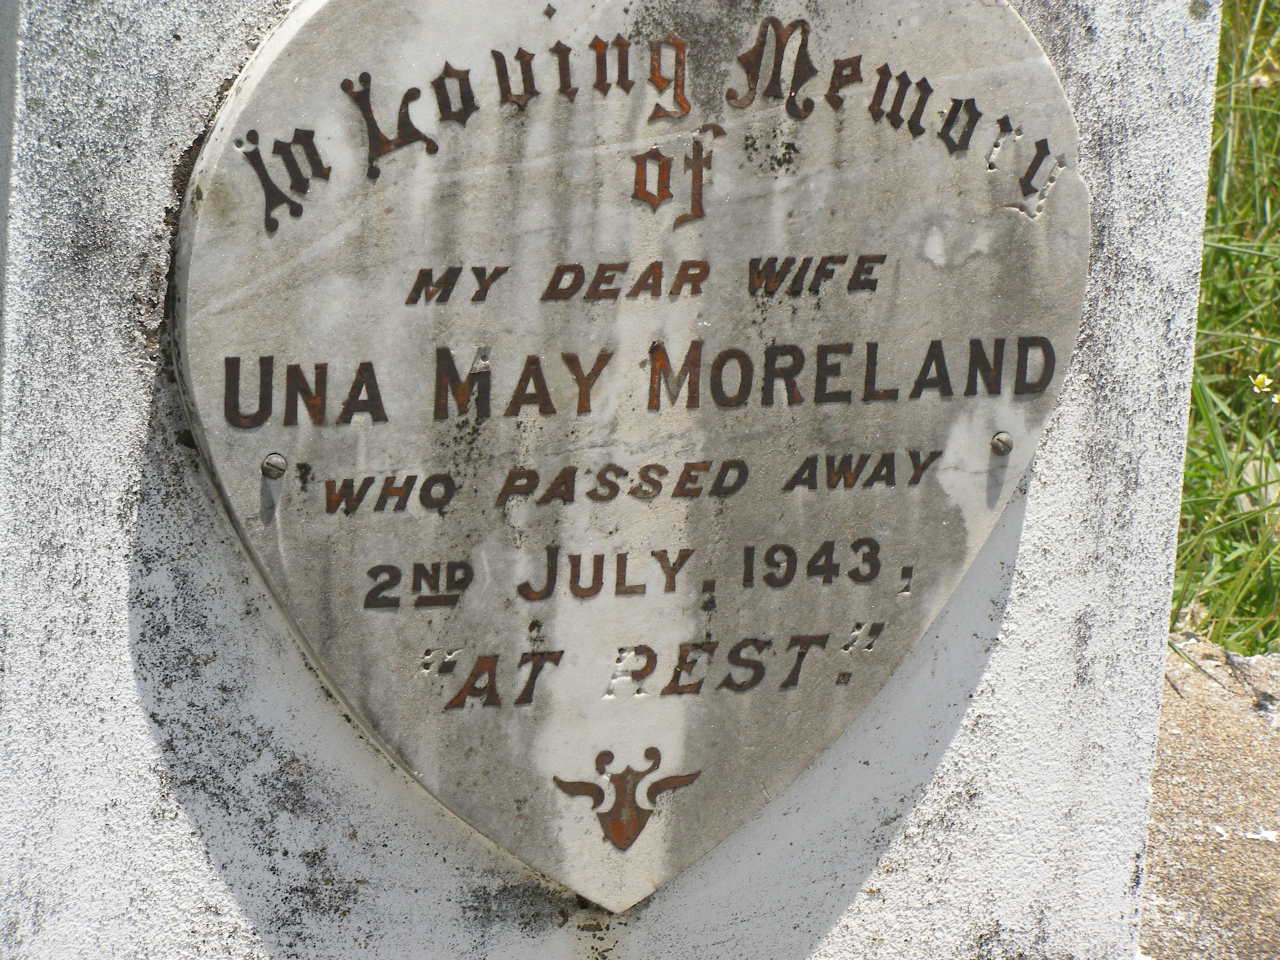 In Loving Memory
of
MY DEAR WIFE
UNA MAY MORELAND
WHO PASSED AWAY
2ND JULY. 1943,
"AT REST."